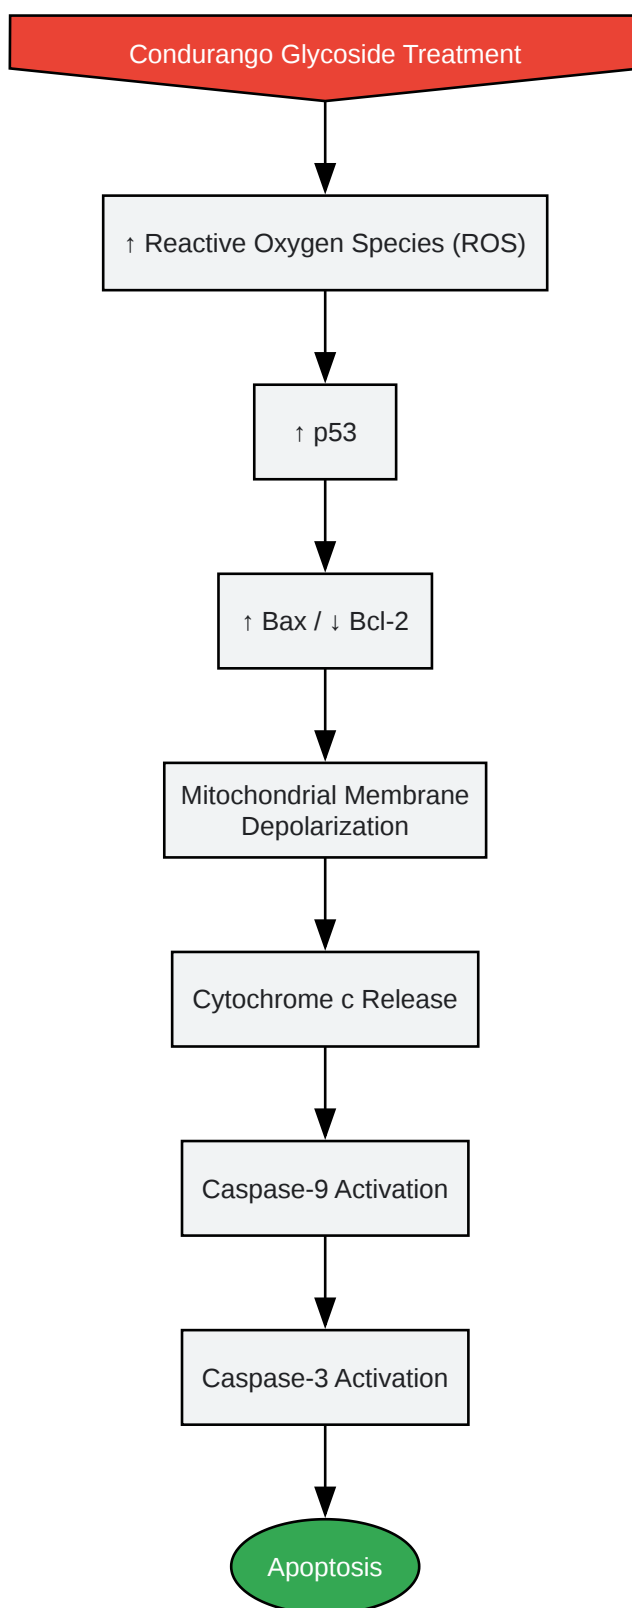 Condurango Glycoside Treatment
↑ Reactive Oxygen Species (ROS)
↑ p53
↑ Bax / ↓ Bcl-2
Mitochondrial Membrane
Depolarization
Cytochrome c Release
Caspase-9 Activation
Caspase-3 Activation
Apoptosis